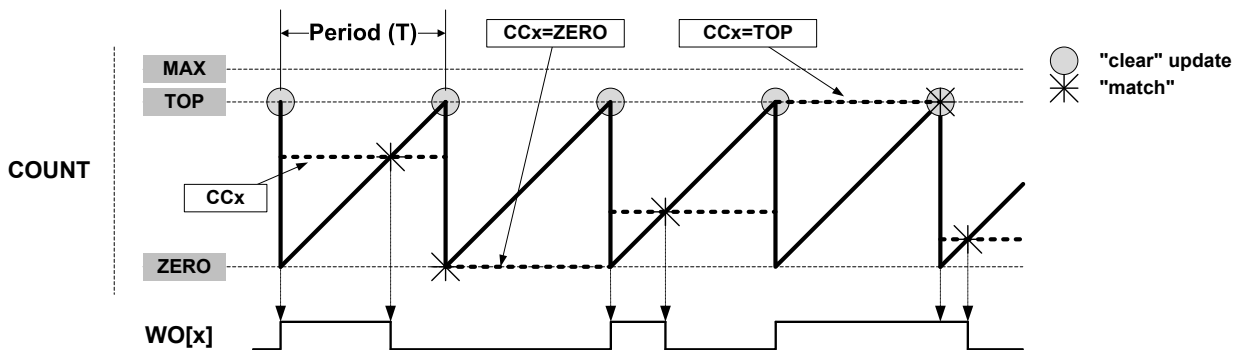 Period (T)
CCx=ZERO
CCx=TOP
"clear" update
"match"
MAX
TOP
COUNT
CCx
ZERO
WO[x]